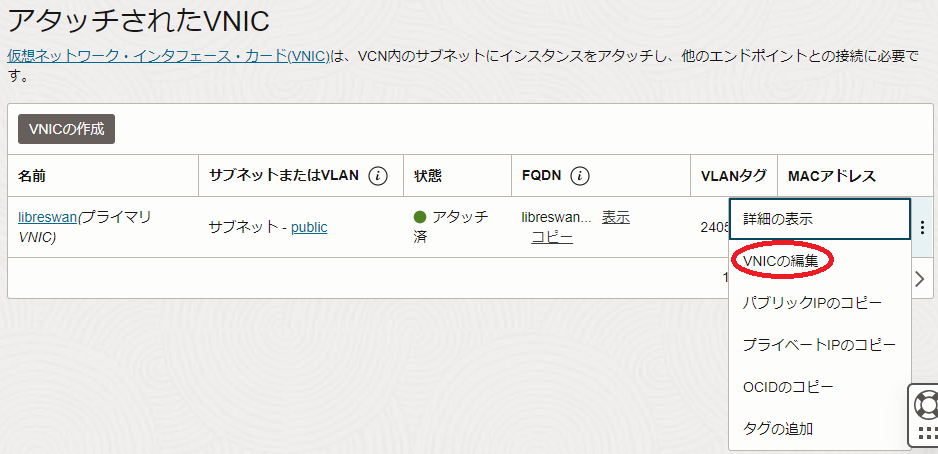 アタッチされたVNIC
仮想ネットワーク・インタフェース・カード(VNIC)は、VCN内のサブネットにインスタンスをアタッチし、他のエンドポイントとの接続に必要で
す。
VNICの作成
名前 サブネットまたはVLAN i 状態 FQDN i VLANタグ MACアドレス
libreswan(プライマリ サブネット - public アタッチ libreswan... 表示 2405
VNIC) 済 コピー
詳細の表示
VNICの編集
パブリックIPのコピー
プライベートIPのコピー
OCIDのコピー
タグの追加